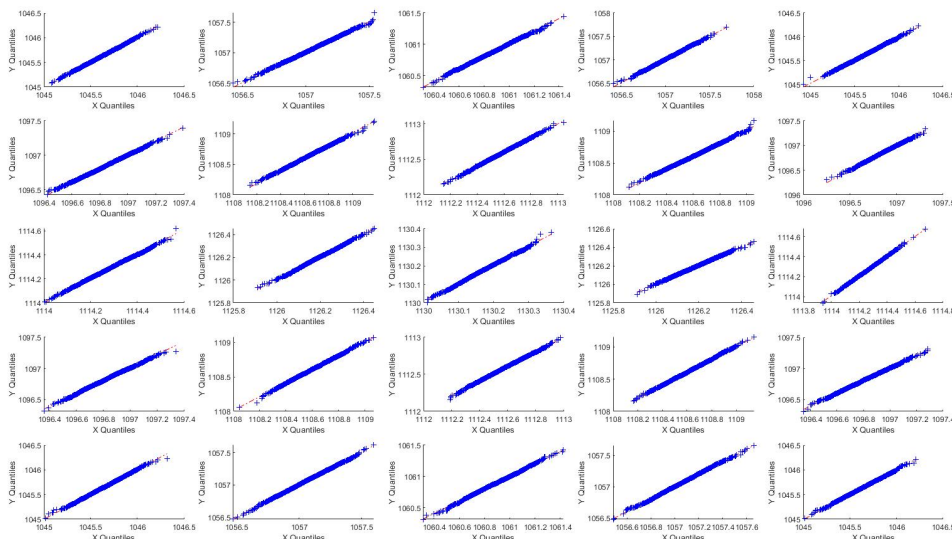 Y Quantiles
1046.5
1046
1045.5
1045
1045 1045.5 1046 1046.5
X Quantiles
Y Quantiles
1057.5
1057
1056.5
1056.5 1057 1057.5
X Quantiles
Y Quantiles
1061.5
1061
1060.5
1060.4 1060.6 1060.8 1061 1061.2 1061.4
X Quantiles
Y Quantiles
1058
1057.5
1057
1056.5
1056.5 1057 1057.5 1058
X Quantiles
Y Quantiles
1046.5
1046
1045.5
1045
1045 1045.5 1046 1046.5
X Quantiles
Y Quantiles
1097.5
1097
1096.5
1096.4 1096.6 1096.8 1097 1097.2 1097.4
X Quantiles
Y Quantiles
1109
1108.5
1108
1108 1108.2 1108.4 1108.6 1108.8 1109
X Quantiles
Y Quantiles
1113
1112.5
1112
1112 1112.2 1112.4 1112.6 1112.8 1113
X Quantiles
Y Quantiles
1109
1108.5
1108
1108 1108.2 1108.4 1108.6 1108.8 1109
X Quantiles
Y Quantiles
1097.5
1097
1096.5
1096
1096 1096.5 1097 1097.5
X Quantiles
Y Quantiles
1114.6
1114.4
1114.2
1114
1114 1114.2 1114.4 1114.6
X Quantiles
Y Quantiles
1126.4
1126.2
1126
1125.8
1125.8 1126 1126.2 1126.4
X Quantiles
Y Quantiles
1130.4
1130.3
1130.2
1130.1
1130
1130 1130.1 1130.2 1130.3 1130.4
X Quantiles
Y Quantiles
1126.6
1126.4
1126.2
1126
1125.8
1125.8 1126 1126.2 1126.4
X Quantiles
Y Quantiles
1114.6
1114.4
1114.2
1114
1113.8 1114 1114.2 1114.4 1114.6 1114.8
X Quantiles
Y Quantiles
1097.5
1097
1096.5
1096.4 1096.6 1096.8 1097 1097.2 1097.4
X Quantiles
Y Quantiles
1109
1108.5
1108
1108 1108.2 1108.4 1108.6 1108.8 1109
X Quantiles
Y Quantiles
1113
1112.5
1112
1112 1112.2 1112.4 1112.6 1112.8 1113
X Quantiles
Y Quantiles
1109
1108.5
1108
1108 1108.2 1108.4 1108.6 1108.8 1109
X Quantiles
Y Quantiles
1097.5
1097
1096.5
1096.4 1096.6 1096.8 1097 1097.2 1097.4
X Quantiles
Y Quantiles
1046.5
1046
1045.5
1045
1045 1045.5 1046 1046.5
X Quantiles
Y Quantiles
1057.5
1057
1056.5
1056.5 1057 1057.5
X Quantiles
Y Quantiles
1061.5
1061
1060.5
1060.4 1060.6 1060.8 1061 1061.2 1061.4
X Quantiles
Y Quantiles
1057.5
1057
1056.5
1056.6 1056.8 1057 1057.2 1057.4 1057.6
X Quantiles
Y Quantiles
1046.5
1046
1045.5
1045
1045 1045.5 1046 1046.5
X Quantiles